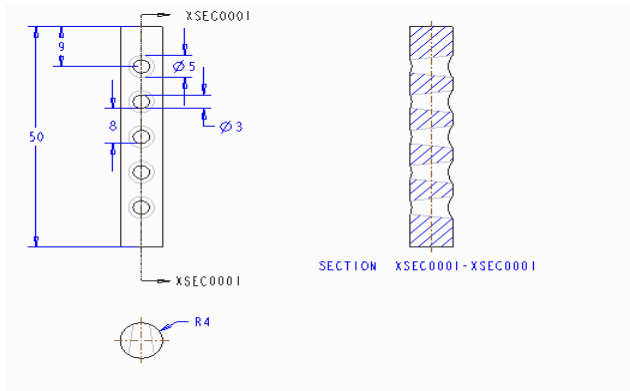 XSEC0001
9
Ø5
8
Ø3
50
XSEC0001
SECTION XSEC0001-XSEC0001
R4